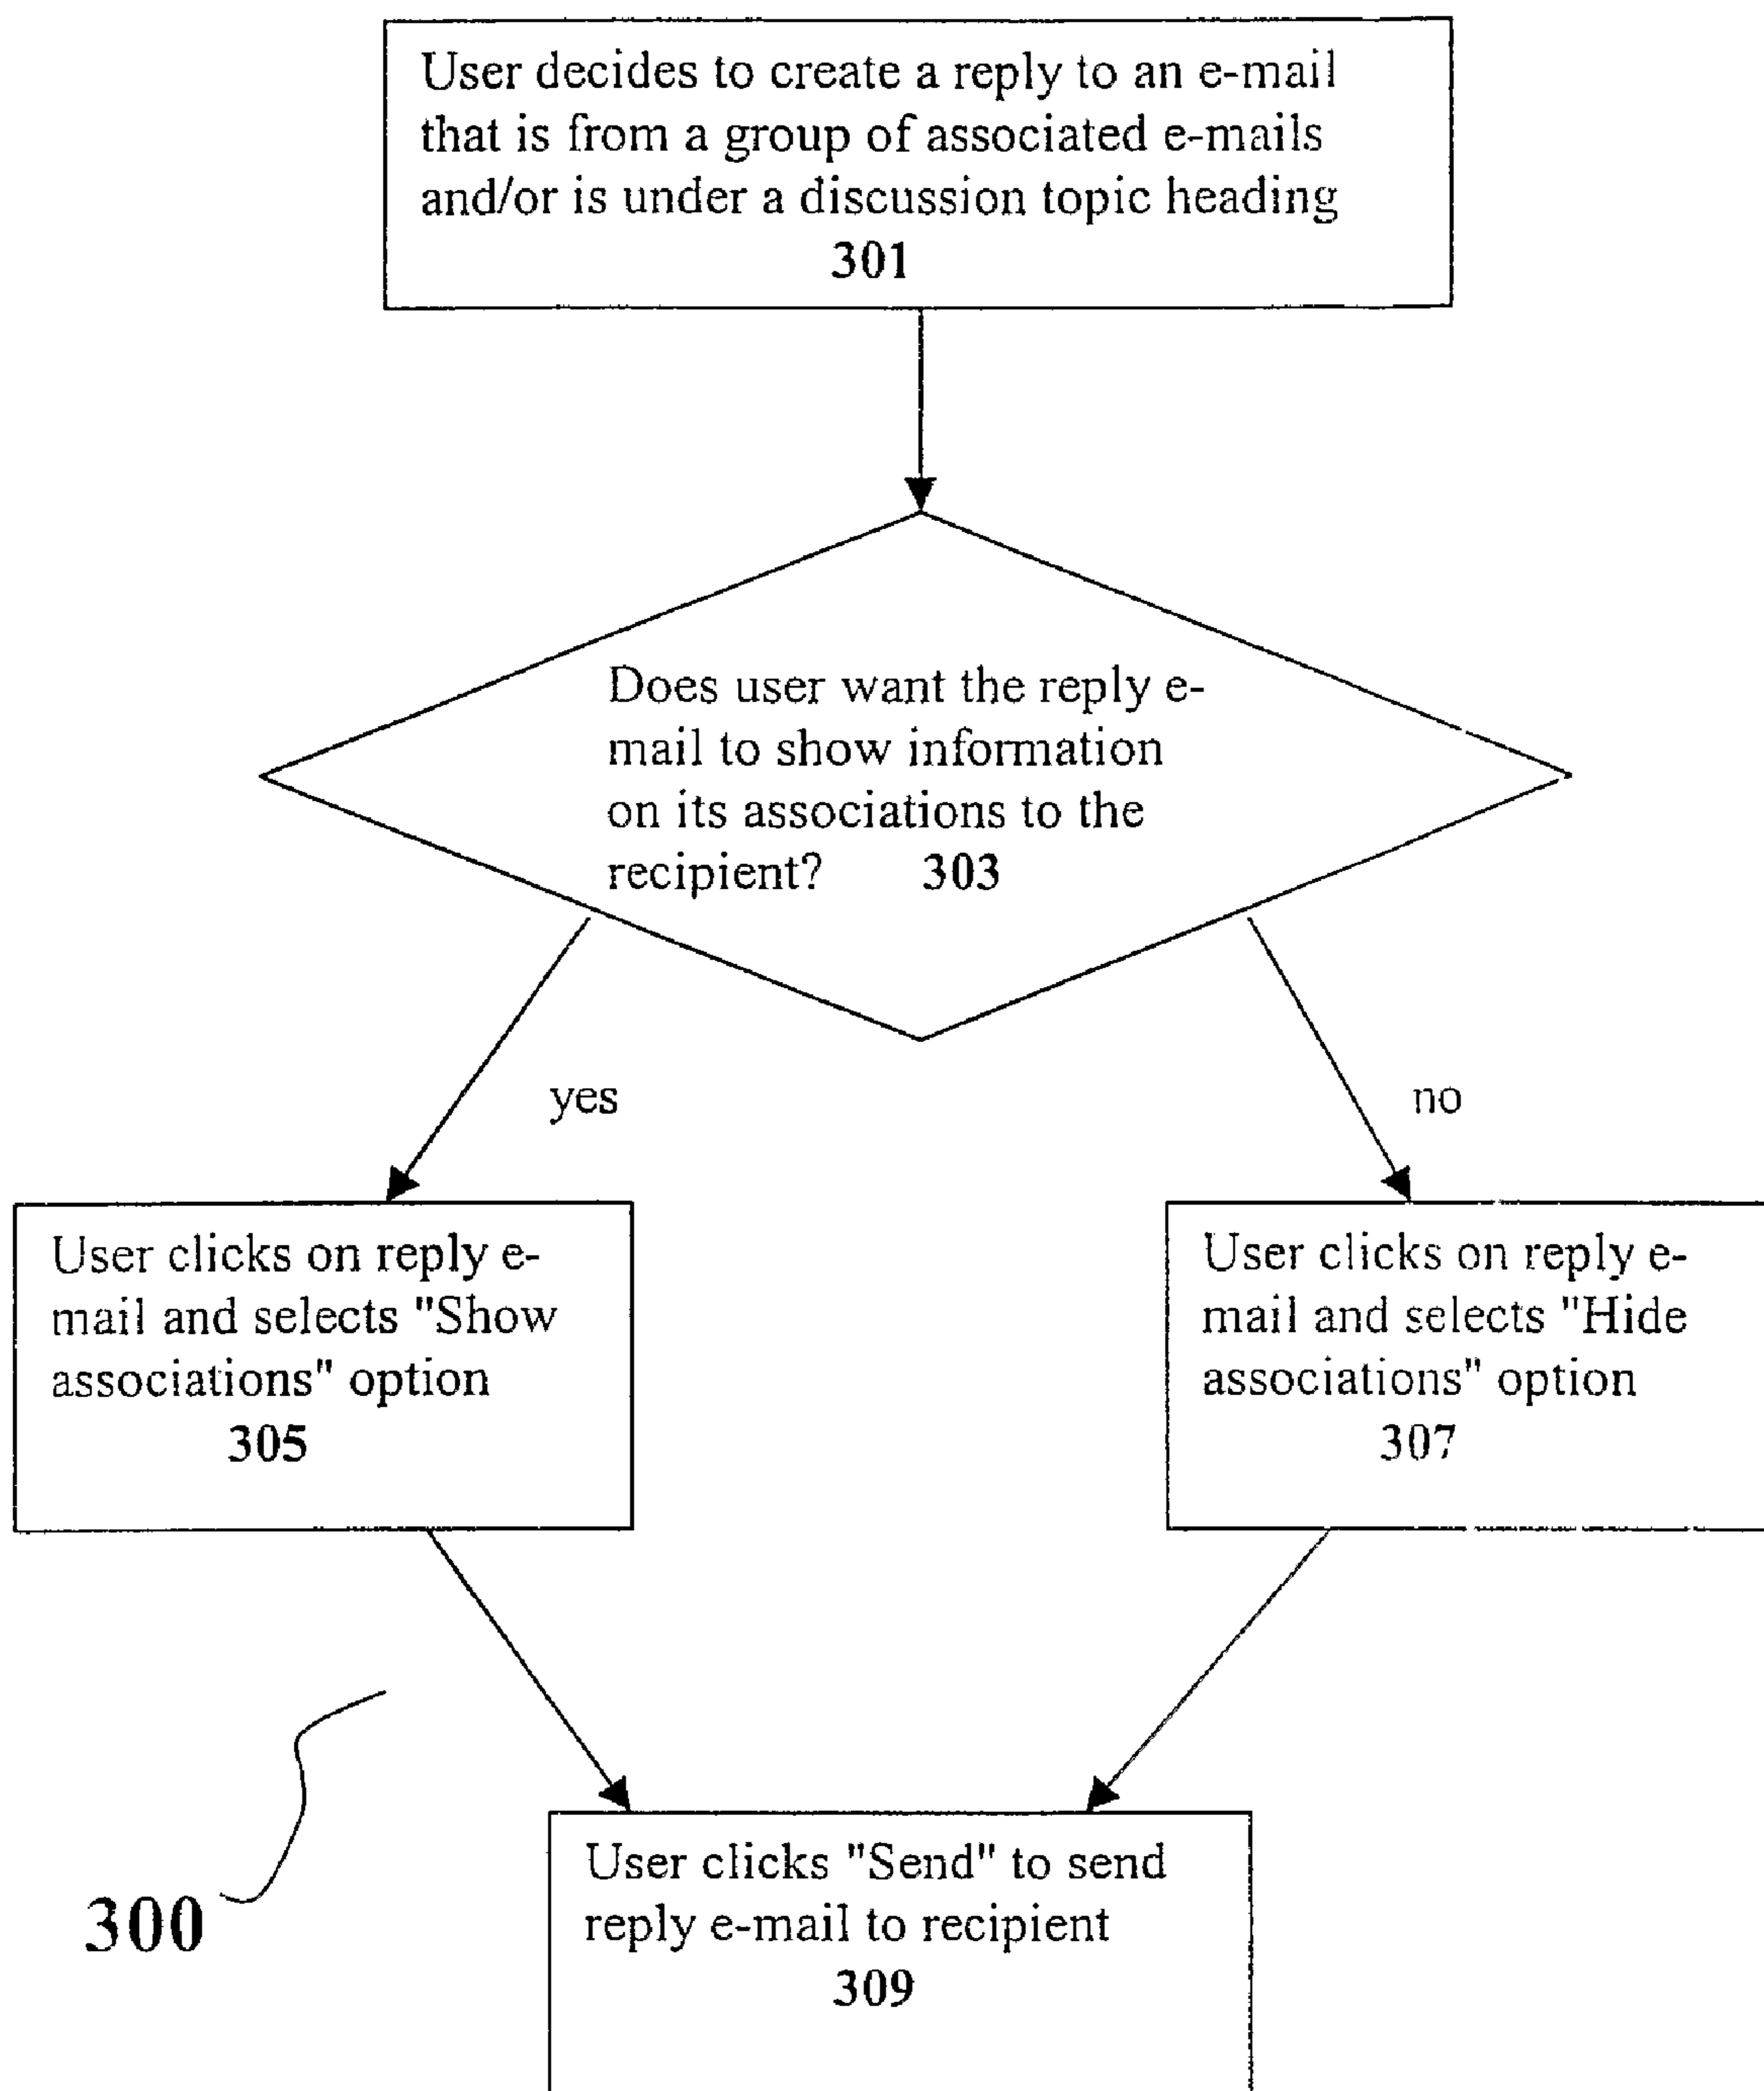 User decides to create a reply to an e-mail
that is from a group of associated e-mails
and/or is under a discussion topic heading
301
Does user want the reply e-
mail to show information
on its associations to the
recipient? 303
yes
no
User clicks on reply e-
mail and selects "Show
associations" option
305
User clicks on reply e-
mail and selects "Hide
associations" option
307
300
User clicks "Send" to send
reply e-mail to recipient
309